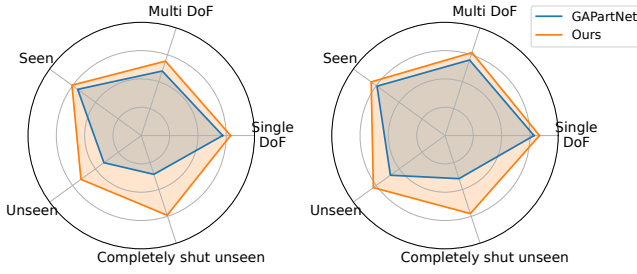 Multi DoF
Seen
Single
DoF
Unseen
Completely shut unseen
Multi DoF
Seen
Single
DoF
Unseen
Completely shut unseen
GAPartNet
Ours